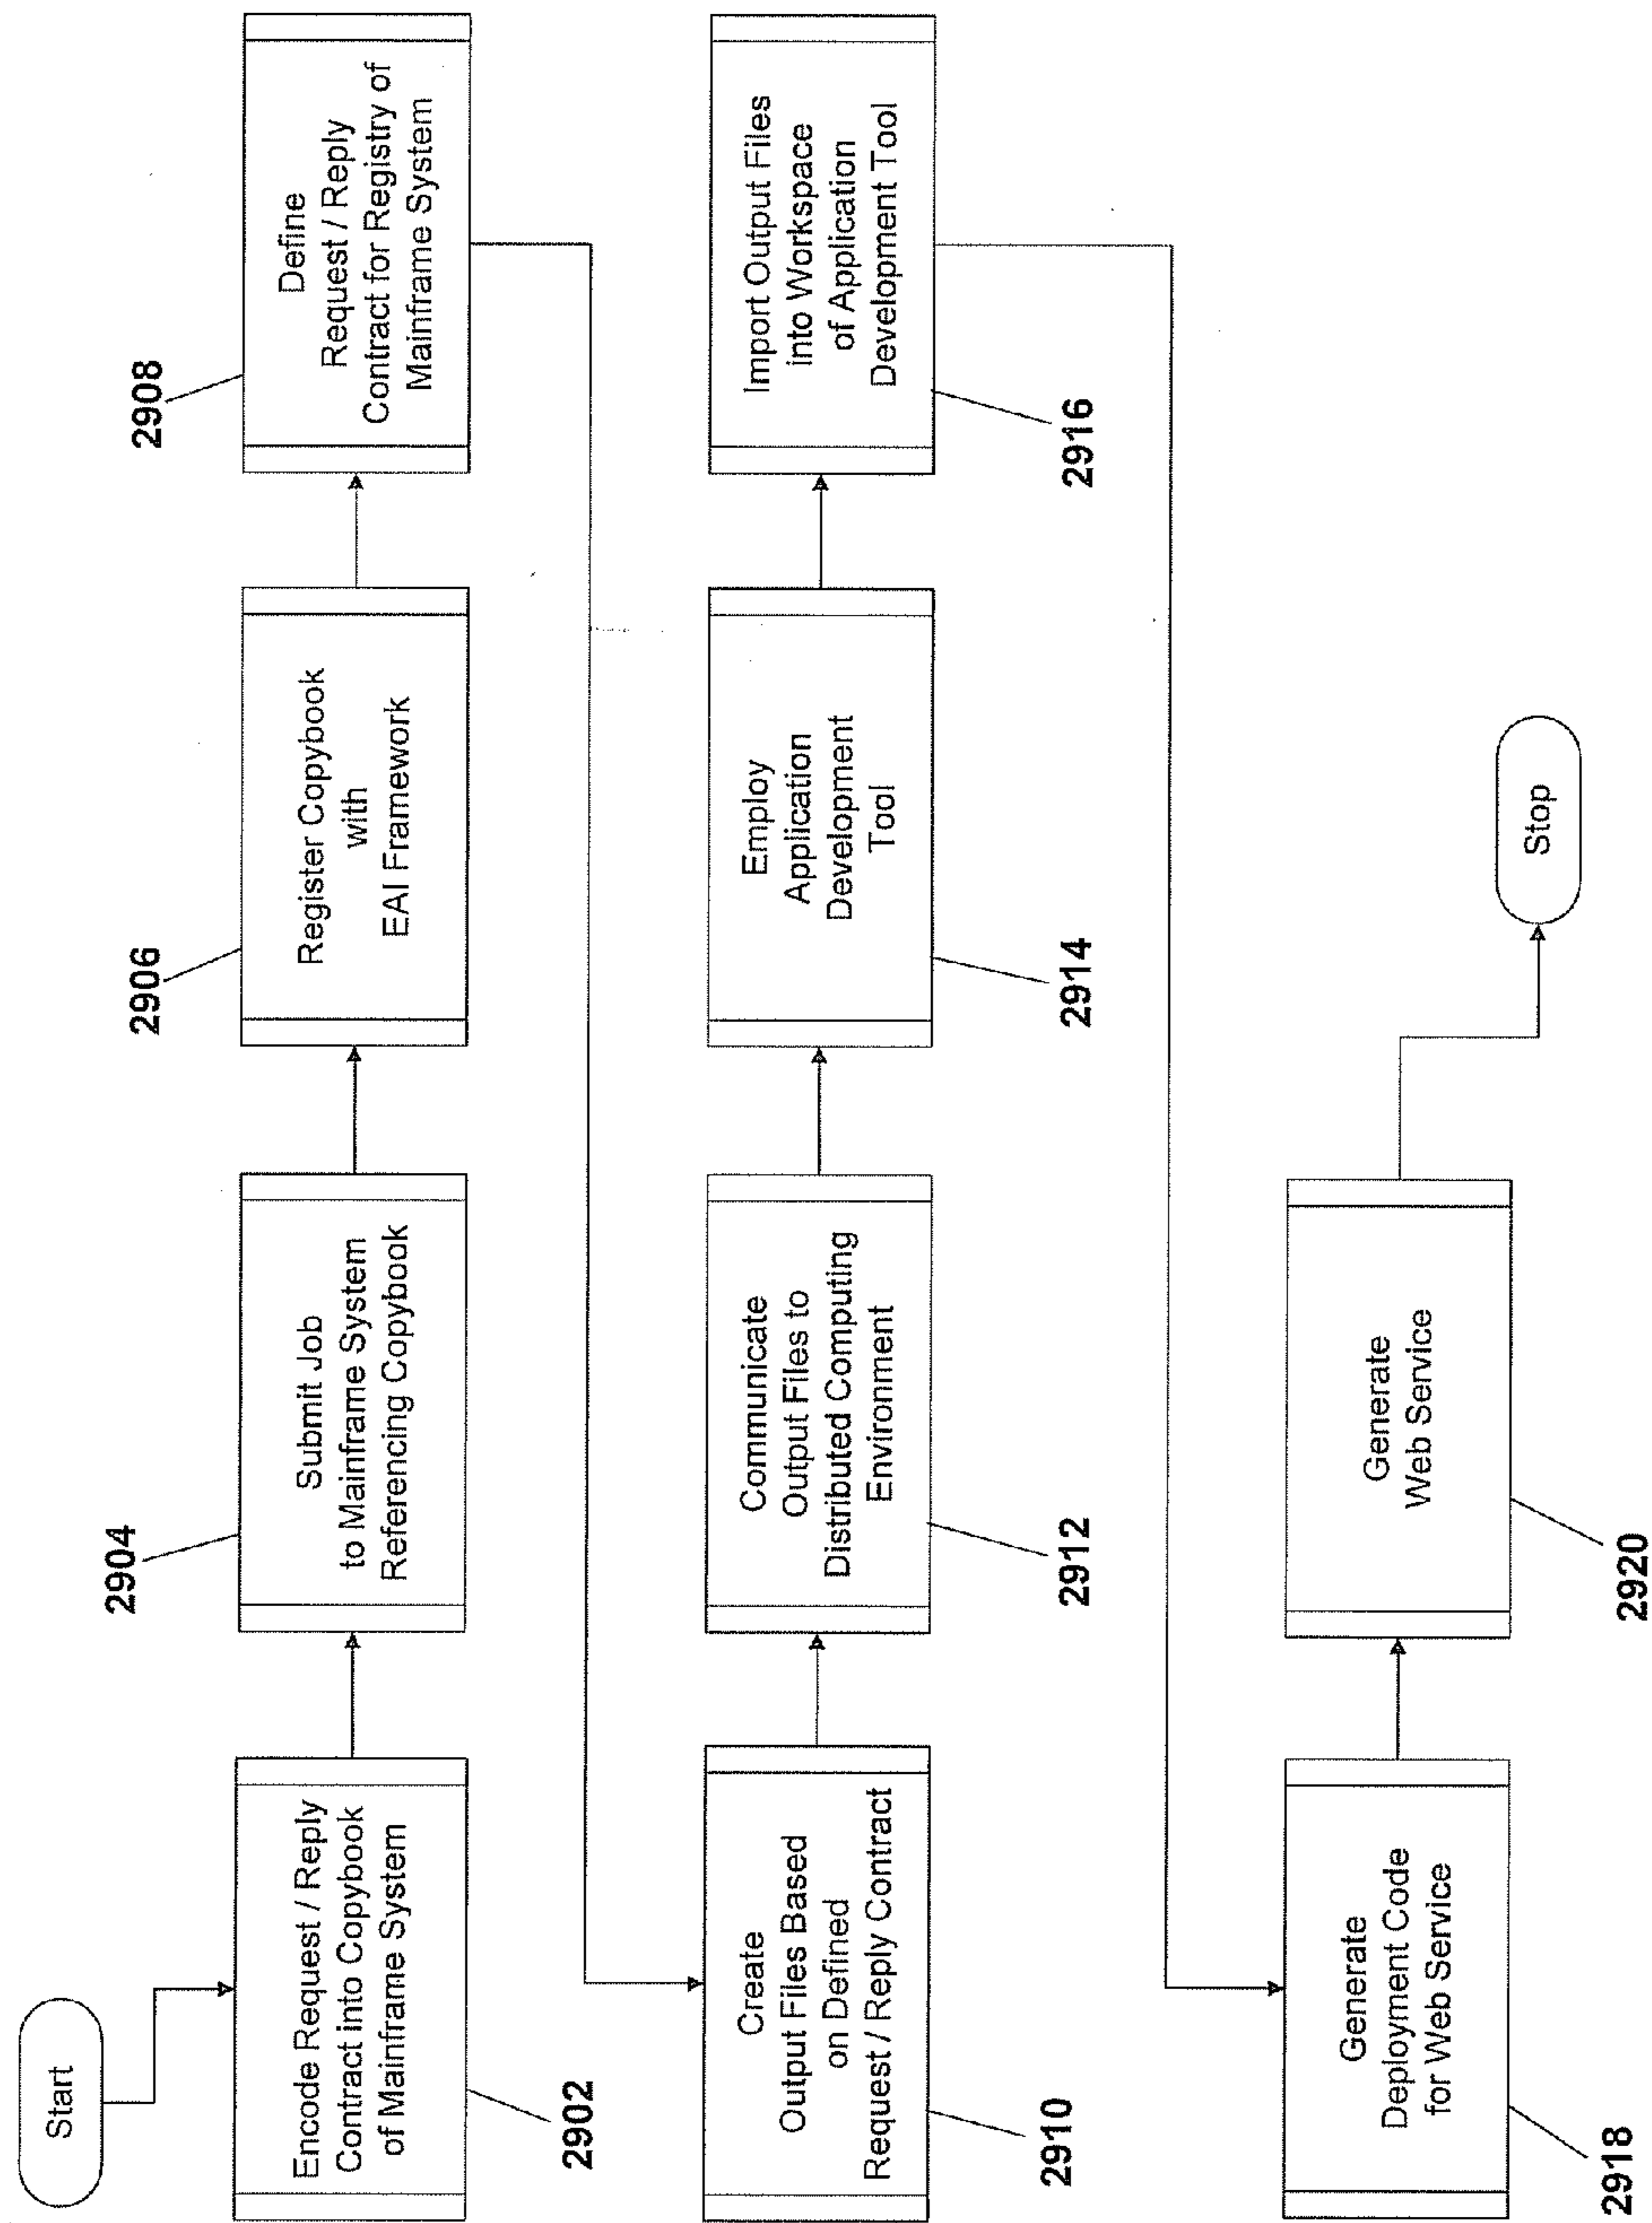 Start
Encode Request / Reply
Contract into Copybook
of Mainframe System
2902
Submit Job
to Mainframe System
Referencing Copybook
2904
Register Copybook
with
EAI Framework
2906
Define
Request / Reply
Contract for Registry of
Mainframe System
2908
Create
Output Files Based
on Defined
Request / Reply Contract
2910
Communicate
Output Files to
Distributed Computing
Environment
2912
Employ
Application
Development
Tool
2914
Import Output Files
into Workspace
of Application
Development Tool
2916
Generate
Deployment Code
for Web Service
2918
Generate
Web Service
2920
Stop